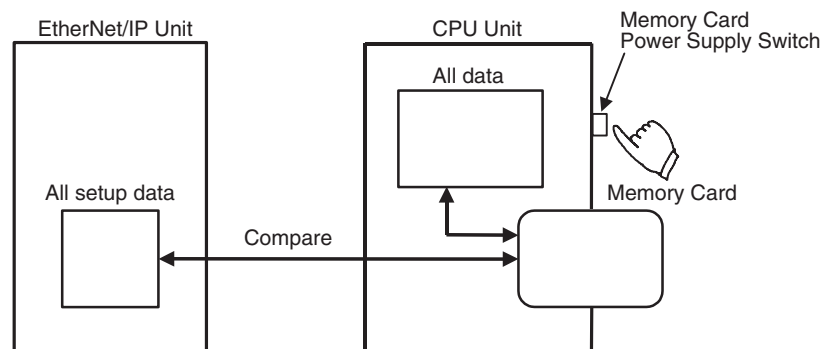 EtherNet/IP Unit
CPU Unit
Memory Card
Power Supply Switch
All data
All setup data
Memory Card
Compare